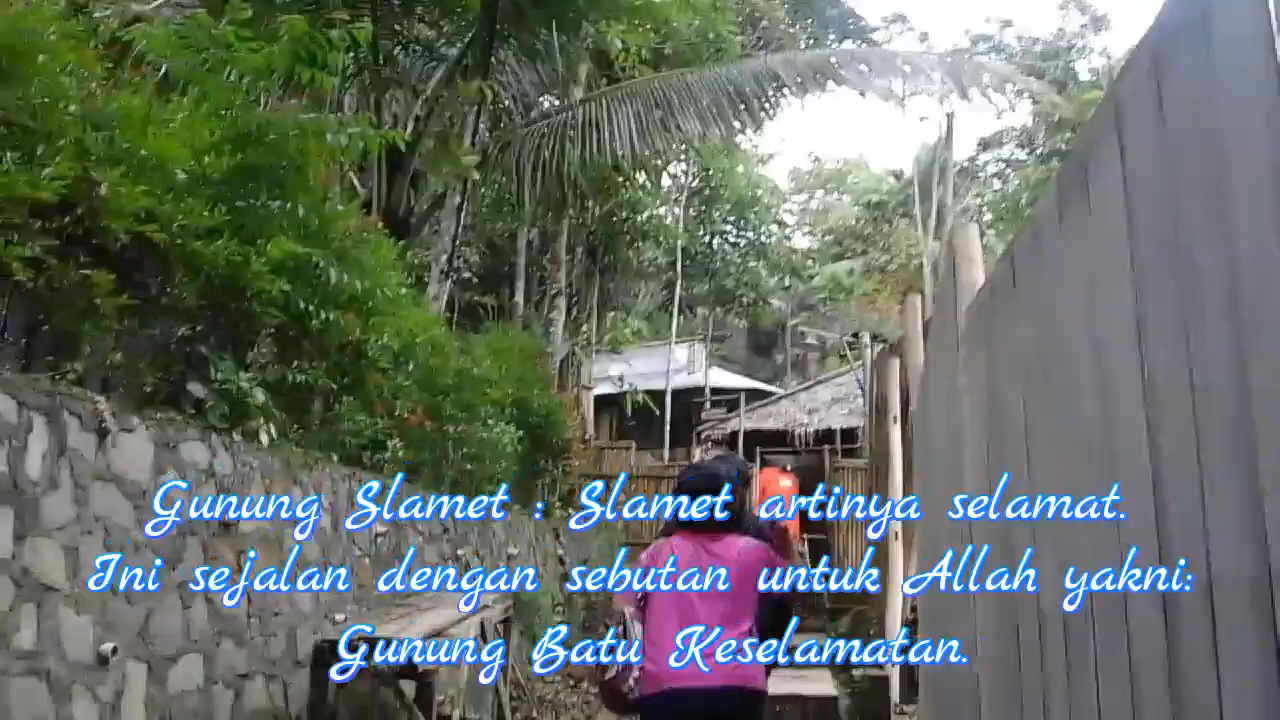 Gunung Slamet : Slamet artinya selamat.
Ini sejalan dengan sebutan untuk Allah yakni:
Gunung Batu Keselamatan.